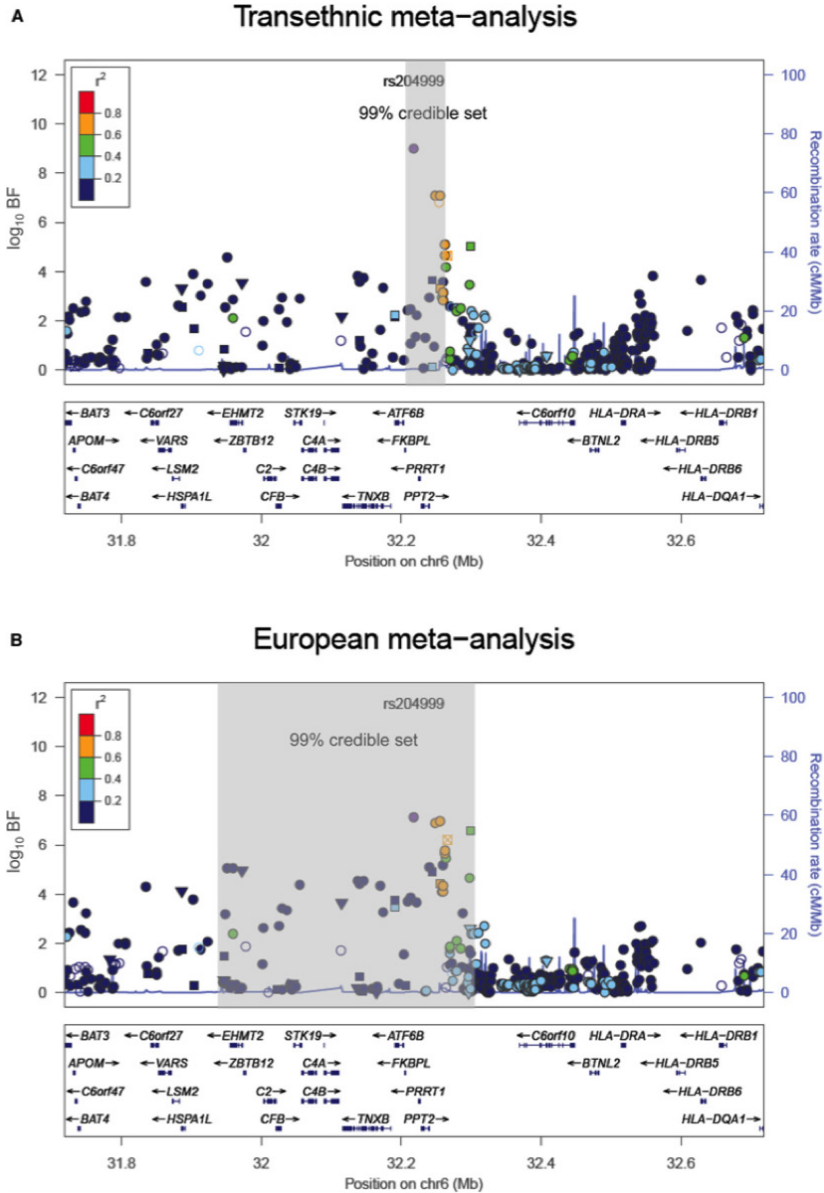 A
Transethnic meta−analysis
r²
0.8
0.6
0.4
0.2
rs204999
99% credible set
12
10
8
6
4
2
0
log₁₀ BF
100
80
60
40
20
0
Recombination rate (cM/Mb)
←BAT3 C6orf27← EHMT2← STK19→ ←ATF6B ←C6orf10 HLA−DRA→ ←HLA−DRB1
APOM→ ←VARS ←ZBTB12 C4A→ ←FKBPL ←BTNL2 ←HLA−DRB5
←C6orf47 ←LSM2 C2→ C4B→ ←PRRT1 ←HLA−DRB6
←BAT4 ←HSPA1L CFB→ ←TNXB PPT2→ HLA−DQA1→
31.8 32 32.2 32.4 32.6
Position on chr6 (Mb)
B
European meta−analysis
r²
0.8
0.6
0.4
0.2
rs204999
99% credible set
12
10
8
6
4
2
0
log₁₀ BF
100
80
60
40
20
0
Recombination rate (cM/Mb)
←BAT3 ←C6orf27 ←EHMT2 STK19→ ←ATF6B ←C6orf10 HLA−DRA→ ←HLA−DRB1
APOM→ ←VARS ←ZBTB12 C4A→ ←FKBPL ←BTNL2 ←HLA−DRB5
←C6orf47 ←LSM2 C2→ C4B→ ←PRRT1 ←HLA−DRB6
←BAT4 ←HSPA1L CFB→ ←TNXB PPT2→ HLA−DQA1→
31.8 32 32.2 32.4 32.6
Position on chr6 (Mb)